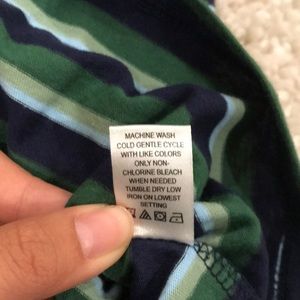 MACHINE WASH
COLD GENTLE CYCLE
WITH LIKE COLORS
ONLY NON-
CHLORINE BLEACH
WHEN NEEDED
TUMBLE DRY LOW
IRON ON LOWEST
SETTING